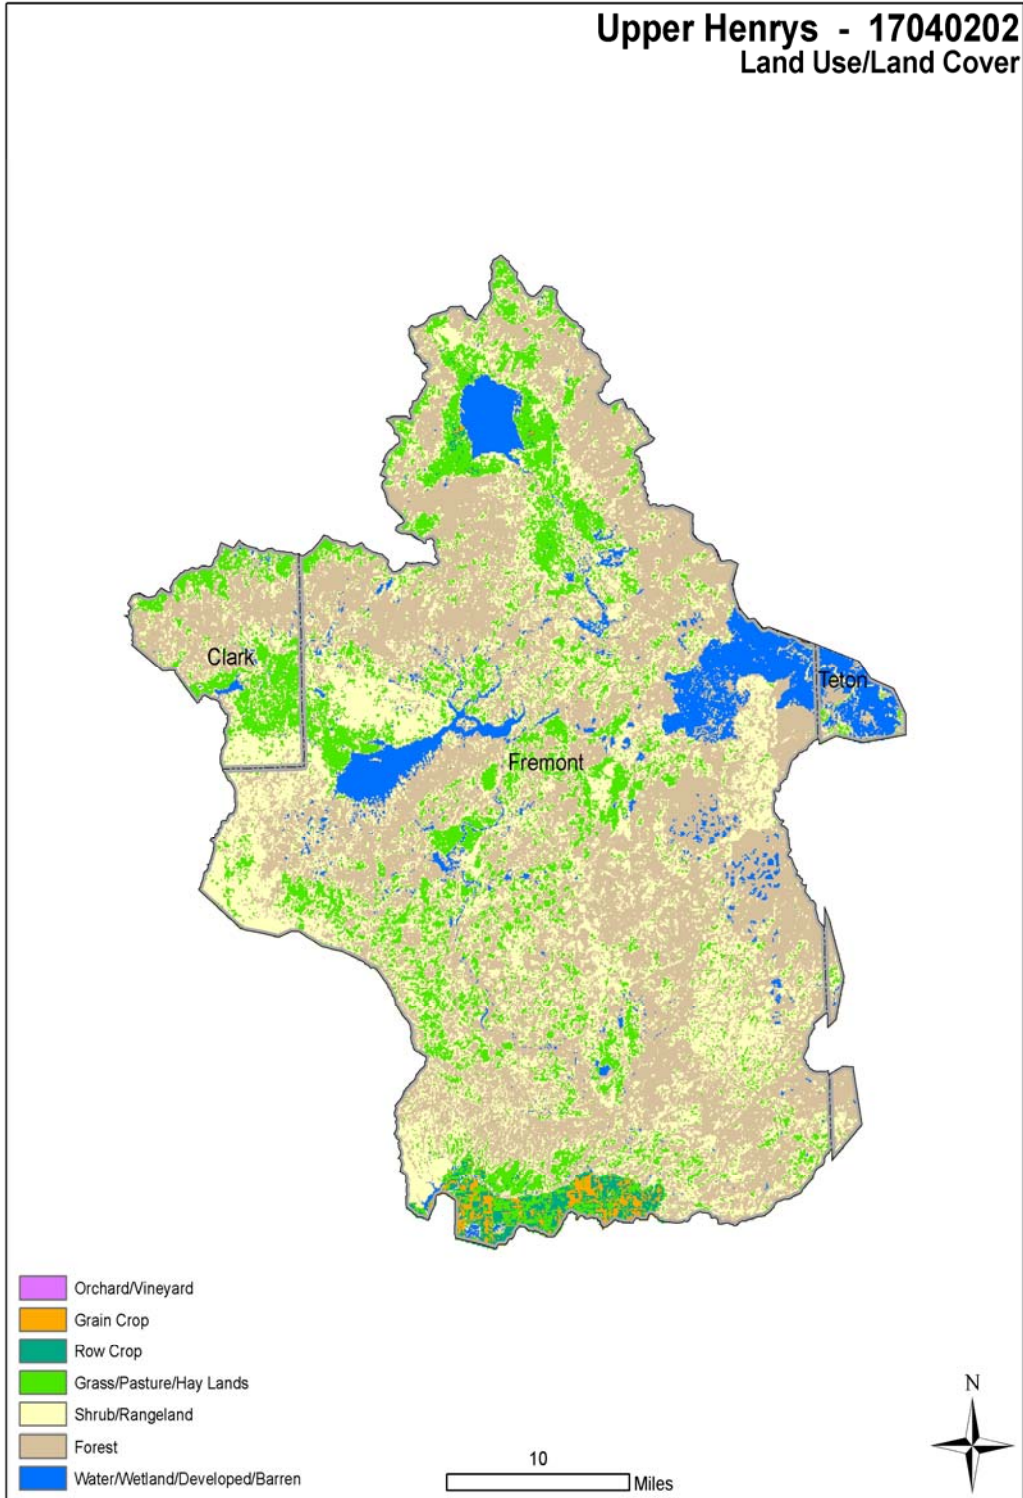 Upper Henrys - 17040202
Land Use/Land Cover
Clark
Teton
Fremont
Orchard/Vineyard
Grain Crop
Row Crop
Grass/Pasture/Hay Lands
Shrub/Rangeland
Forest
Water/Wetland/Developed/Barren
10
Miles
N